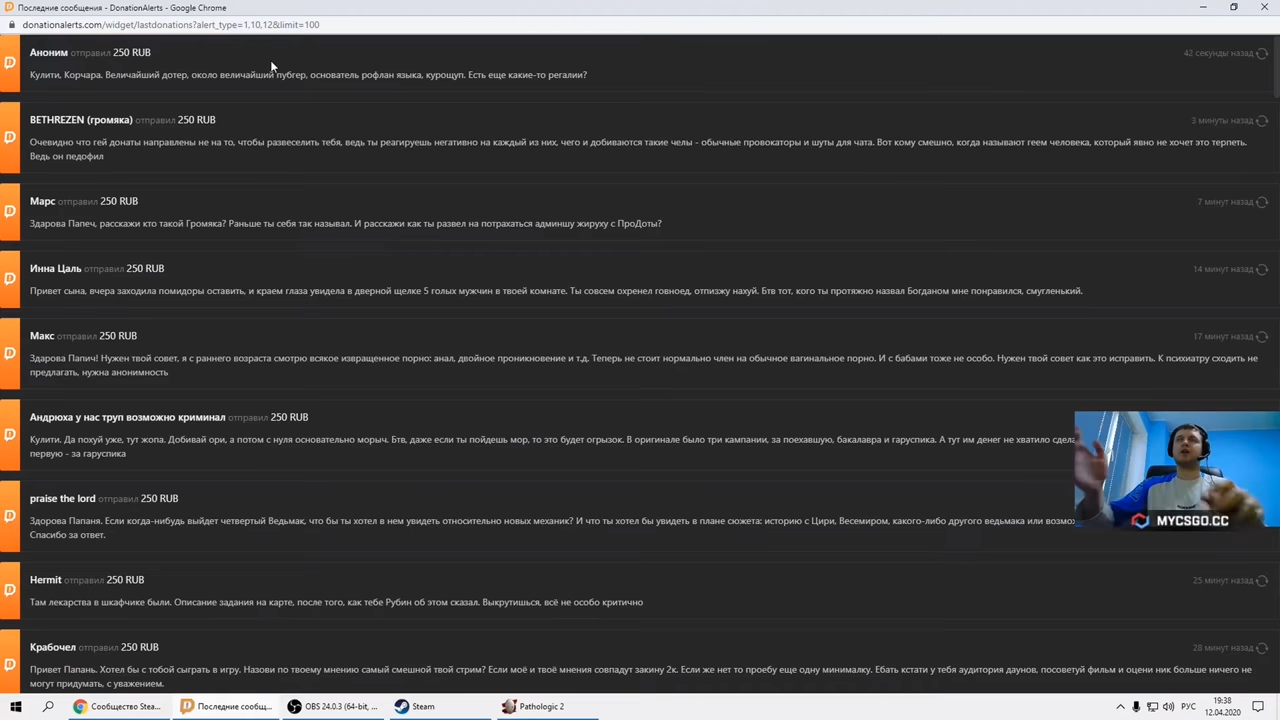 Последние сообщения - DonationAlerts - Google Chrome
donationalerts.com/widget/lastdonations?alert_type=1,10,12&limit=100
Аноним отправил 250 RUB
42 секунды назад
Кулити, Корчара. Величайший дотер, около величайший пубгер, основатель рофлан языка, курощуп. Есть еще какие-то регалии?
BETHREZEN (громяка) отправил 250 RUB
3 минуты назад
Очевидно что гей донаты направлены не на то, чтобы развеселить тебя, ведь ты реагируешь негативно на каждый из них, чего и добиваются такие челы - обычные провокаторы и шуты для чата. Вот кому смешно, когда называют геем человека, который явно не хочет это терпеть.
Ведь он педофил
Марс отправил 250 RUB
7 минут назад
Здарова Папеч, расскажи кто такой Громяка? Раньше ты себя так называл. И расскажи как ты развел на потрахаться админшу жируху с ПроДоты?
Инна Цаль отправил 250 RUB
14 минут назад
Привет сына, вчера заходила помидоры оставить, и краем глаза увидела в дверной щелке 5 голых мужчин в твоей комнате. Ты совсем охренел говноед, отпизжу нахуй. Бтв тот, кого ты протяжно назвал Богданом мне понравился, смугленький.
Макс отправил 250 RUB
17 минут назад
Здарова Папич! Нужен твой совет, я с раннего возраста смотрю всякое извращенное порно: анал, двойное проникновение и т.д. Теперь не стоит нормально член на обычное вагинальное порно. И с бабами тоже не особо. Нужен твой совет как это исправить. К психиатру сходить не
предлагать, нужна анонимность
Андрюха у нас труп возможно криминал отправил 250 RUB
Кулити. Да похуй уже, тут жопа. Добивай ори, а потом с нуля основательно морыч. Бтв, даже если ты пойдешь мор, то это будет огрызок. В оригинале было три кампании, за поехавшую, бакалавра и гаруспика. А тут им денег не хватило сдела
первую - за гаруспика
praise the lord отправил 250 RUB
Здорова Папаня. Если когда-нибудь выйдет четвертый Ведьмак, что бы ты хотел в нем увидеть относительно новых механик? И что ты хотел бы увидеть в плане сюжета: историю с Цири, Весемиром, какого-либо другого ведьмака или возмо
Спасибо за ответ.
MYCSGO.CC
Hermit отправил 250 RUB
25 минут назад
Там лекарства в шкафчике были. Описание задания на карте, после того, как тебе Рубин об этом сказал. Выкрутишься, всё не особо критично
Крабочел отправил 250 RUB
28 минут назад
Привет Папань. Хотел бы с тобой сыграть в игру. Назови по твоему мнению самый смешной твой стрим? Если моё и твоё мнения совпадут закину 2к. Если же нет то проебу еще одну минималку. Ебать кстати у тебя аудитория даунов, посоветуй фильм и оцени ник больше ничего не
могут придумать, с уважением.
Сообщество Stea...
Последние сообщ...
OBS 24.0.3 (64-bit, ...
Steam
Pathologic 2
РУС
19:38
12.04.2020